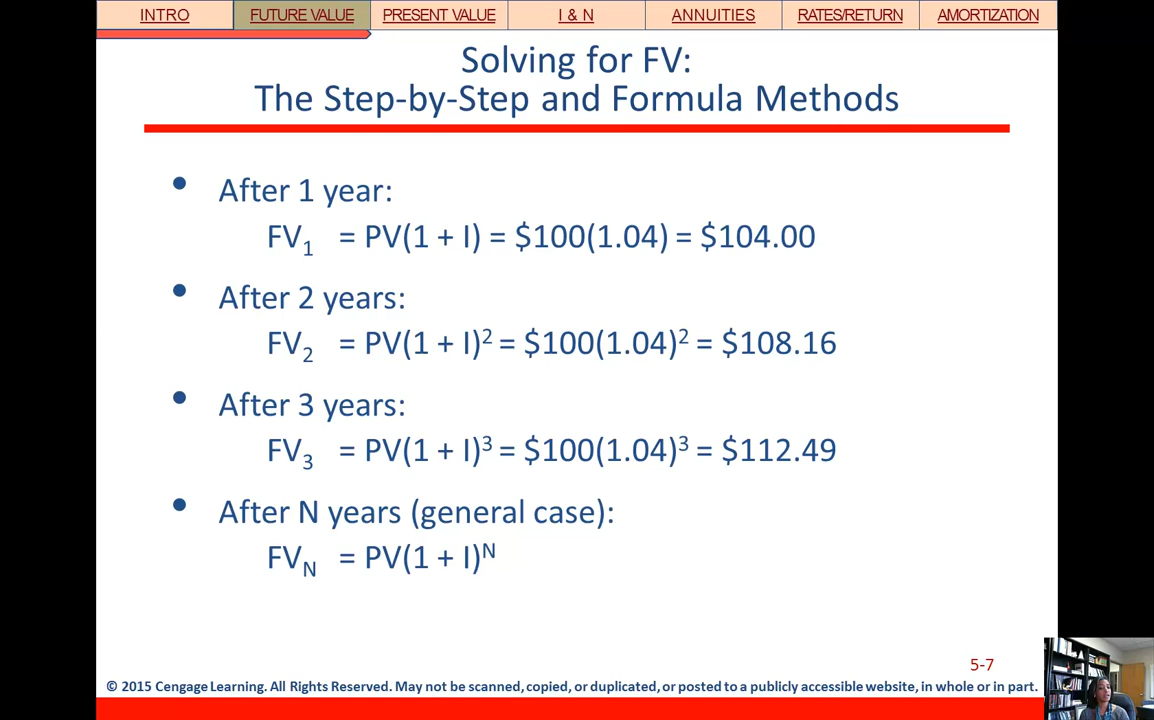 INTRO
FUTURE VALUE
PRESENT VALUE
I & N
ANNUITIES
RATES/RETURN
AMORTIZATION
Solving for FV:
The Step-by-Step and Formula Methods
• After 1 year:
FV₁ = PV(1 + I) = $100(1.04) = $104.00
• After 2 years:
FV₂ = PV(1 + I)² = $100(1.04)² = $108.16
• After 3 years:
FV₃ = PV(1 + I)³ = $100(1.04)³ = $112.49
• After N years (general case):
FV_N = PV(1 + I)^N
5-7
© 2015 Cengage Learning. All Rights Reserved. May not be scanned, copied, or duplicated, or posted to a publicly accessible website, in whole or in part.